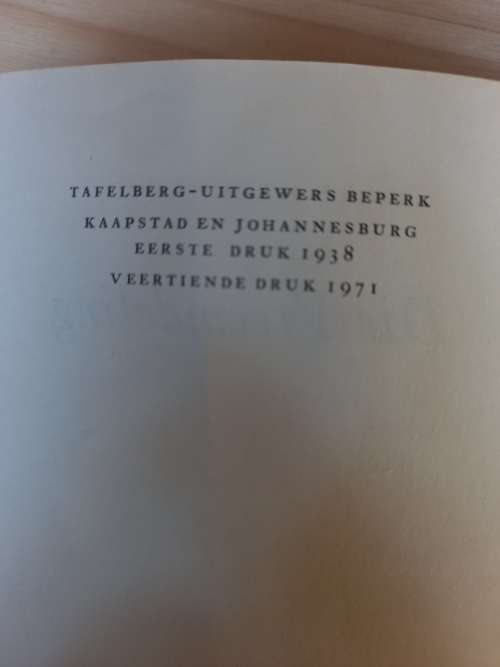 TAFELBERG-UITGEWERS BEPERK
KAAPSTAD EN JOHANNESBURG
EERSTE DRUK 1938
VEERTIENDE DRUK 1971